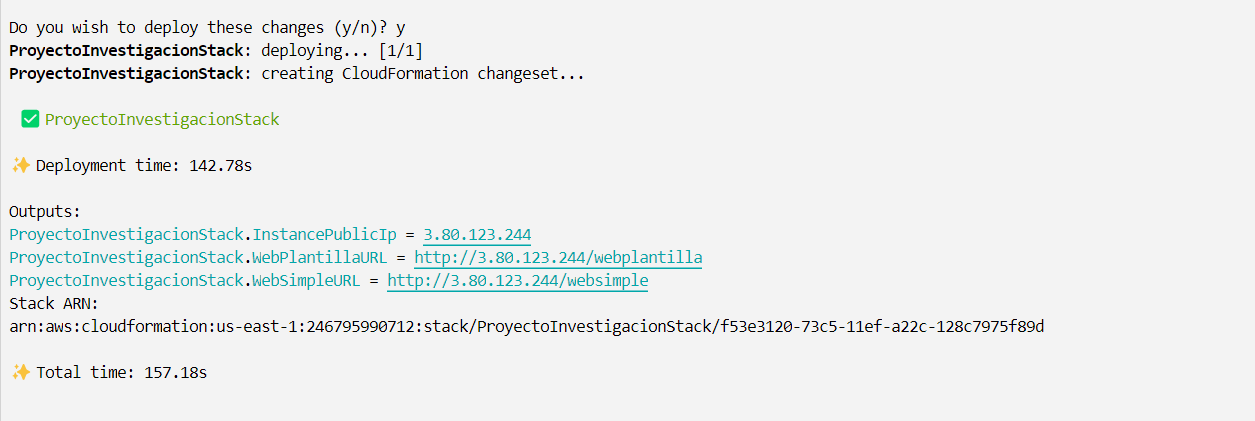 Do you wish to deploy these changes (y/n)? y
ProyectoInvestigacionStack: deploying... [1/1]
ProyectoInvestigacionStack: creating CloudFormation changeset...
✅ ProyectoInvestigacionStack
✨ Deployment time: 142.78s
Outputs:
ProyectoInvestigacionStack.InstancePublicIp = 3.80.123.244
ProyectoInvestigacionStack.WebPlantillaURL = http://3.80.123.244/webplantilla
ProyectoInvestigacionStack.WebSimpleURL = http://3.80.123.244/websimple
Stack ARN:
arn:aws:cloudformation:us-east-1:246795990712:stack/ProyectoInvestigacionStack/f53e3120-73c5-11ef-a22c-128c7975f89d
✨ Total time: 157.18s